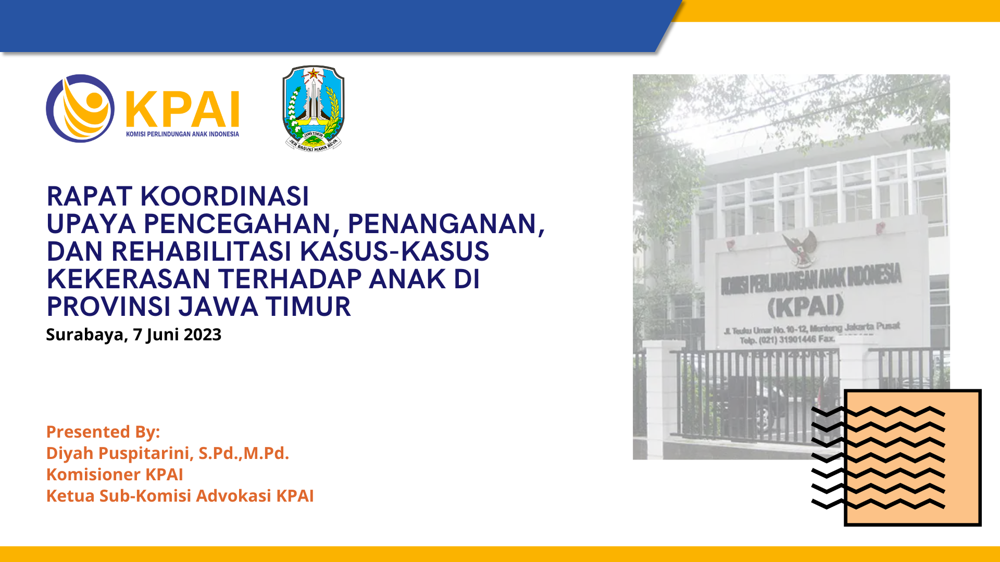 KPAI
KOMISI PERLINDUNGAN ANAK INDONESIA
JAWA TIMUR
JER BASUKI MAWA BEYA
RAPAT KOORDINASI
UPAYA PENCEGAHAN, PENANGANAN,
DAN REHABILITASI KASUS-KASUS
KEKERASAN TERHADAP ANAK DI
PROVINSI JAWA TIMUR
Surabaya, 7 Juni 2023
Presented By:
Diyah Puspitarini, S.Pd.,M.Pd.
Komisioner KPAI
Ketua Sub-Komisi Advokasi KPAI
KOMISI PERLINDUNGAN ANAK INDONESIA
(KPAI)
Jl. Teuku Umar No. 10-12, Menteng Jakarta Pusat
Telp. (021) 31901446 Fax.